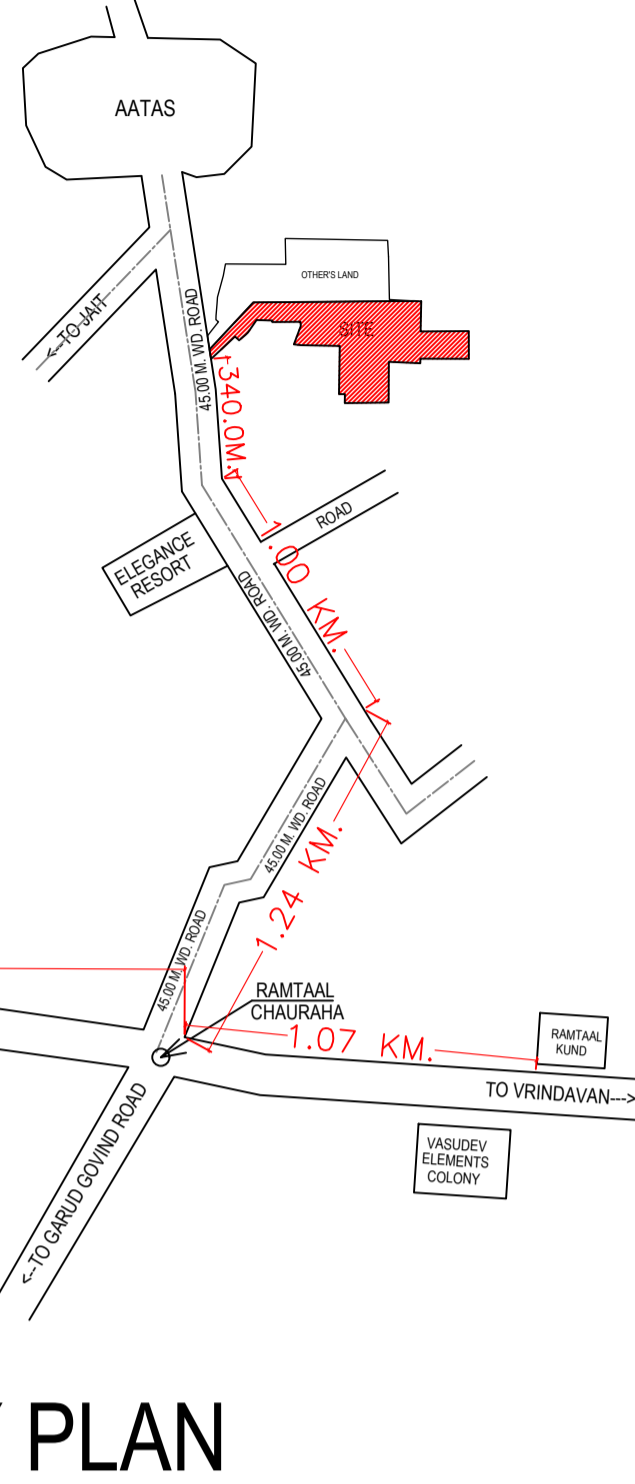 AATAS
OTHER'S LAND
<--TO JAIT
SITE
45.00 M. WD. ROAD
340.0M.
ROAD
1.00 KM.
ELEGANCE
RESORT
45.00 M. WD. ROAD
45.00 M. WD. ROAD
1.24 KM.
45.00 M. WD. ROAD
RAMTAAL
CHAURAHA
1.07 KM.
RAMTAAL
KUND
TO VRINDAVAN--->
<--TO GARUD GOVIND ROAD
VASUDEV
ELEMENTS
COLONY
PLAN